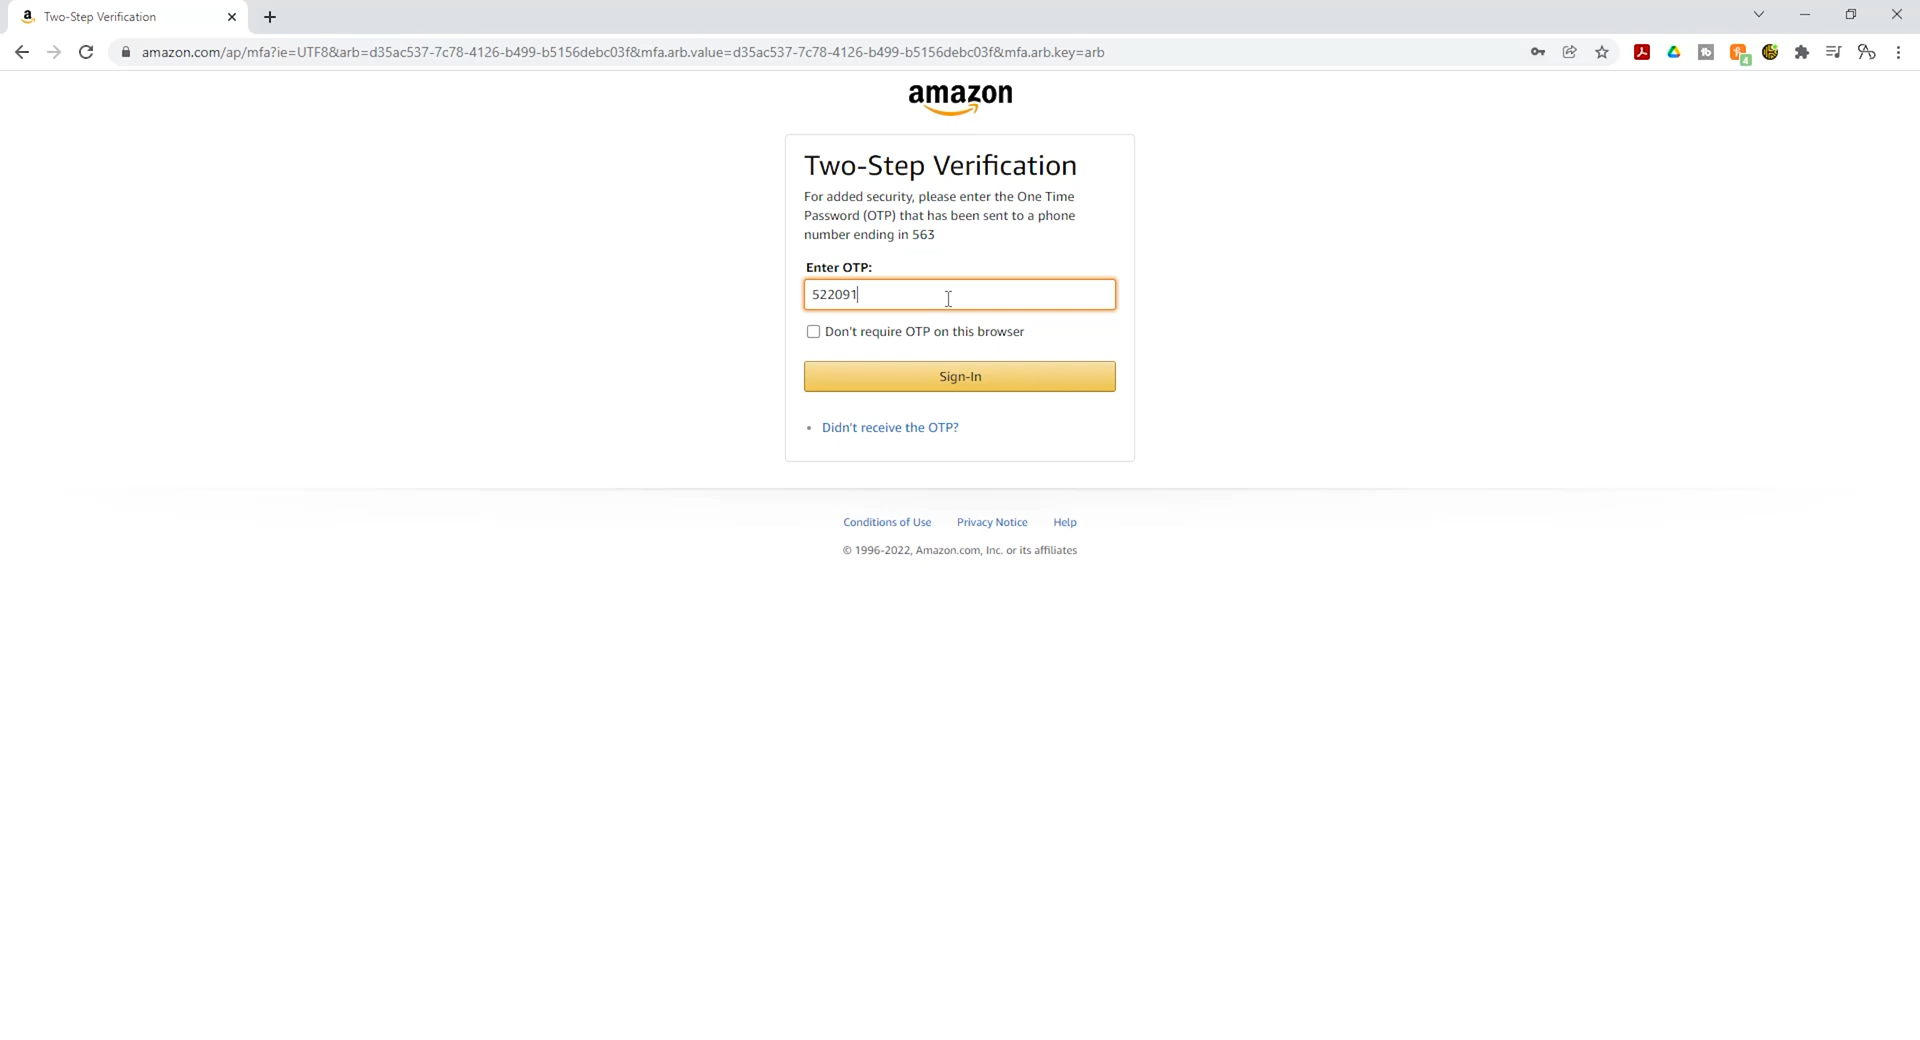 Two-Step Verification
amazon.com/ap/mfa?ie=UTF8&arb=d35ac537-7c78-4126-b499-b5156debc03f&mfa.arb.value=d35ac537-7c78-4126-b499-b5156debc03f&mfa.arb.key=arb
4
amazon
Two-Step Verification
For added security, please enter the One Time
Password (OTP) that has been sent to a phone
number ending in 563
Enter OTP:
522091
Don't require OTP on this browser
Sign-In
Didn't receive the OTP?
Conditions of Use Privacy Notice Help
© 1996-2022, Amazon.com, Inc. or its affiliates